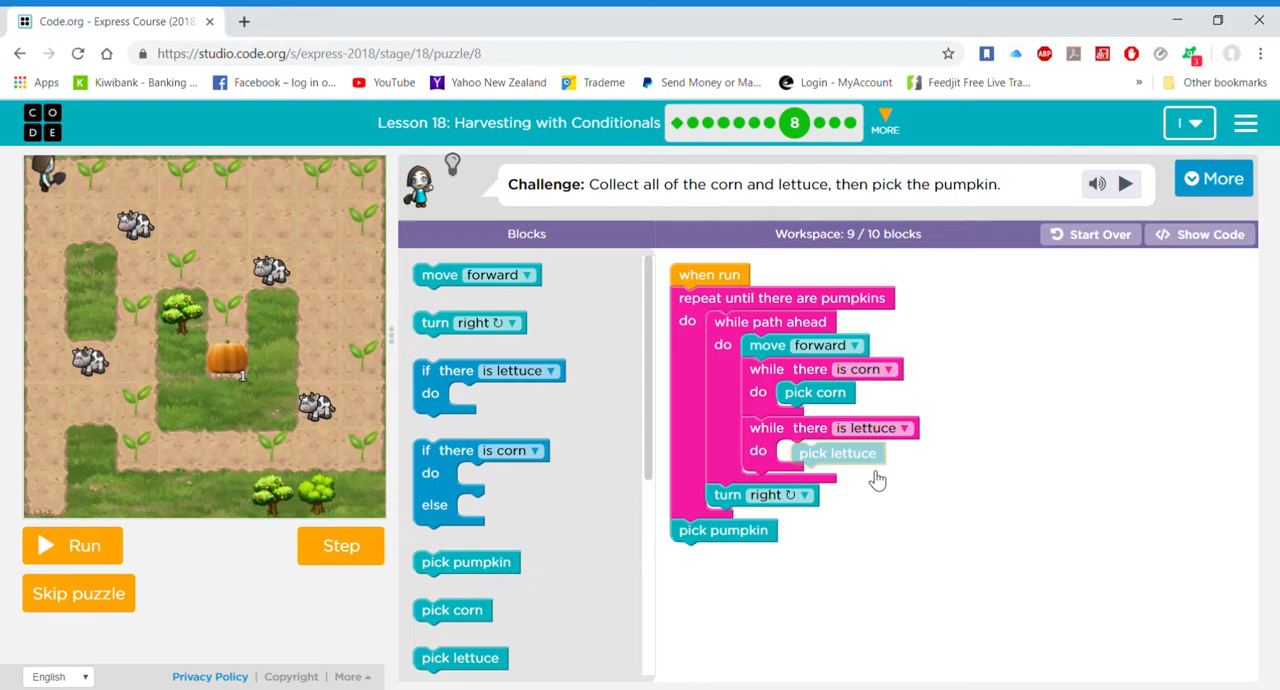 Code.org - Express Course (2018
https://studio.code.org/s/express-2018/stage/18/puzzle/8
ABP
3
Apps Kiwibank - Banking ... Facebook – log in o... YouTube Yahoo New Zealand Trademe Send Money or Ma... Login - MyAccount Feedjit Free Live Tra... » Other bookmarks
C O
D E
Lesson 18: Harvesting with Conditionals 8 MORE I
Challenge: Collect all of the corn and lettuce, then pick the pumpkin.
More
Blocks
Workspace: 9 / 10 blocks
Start Over
</> Show Code
move forward
turn right ↻
if there is lettuce
do
if there is corn
do
else
pick pumpkin
pick corn
pick lettuce
when run
repeat until there are pumpkins
do while path ahead
do move forward
while there is corn
do pick corn
while there is lettuce
do pick lettuce
turn right ↻
pick pumpkin
1
Run
Step
Skip puzzle
English
Privacy Policy | Copyright | More